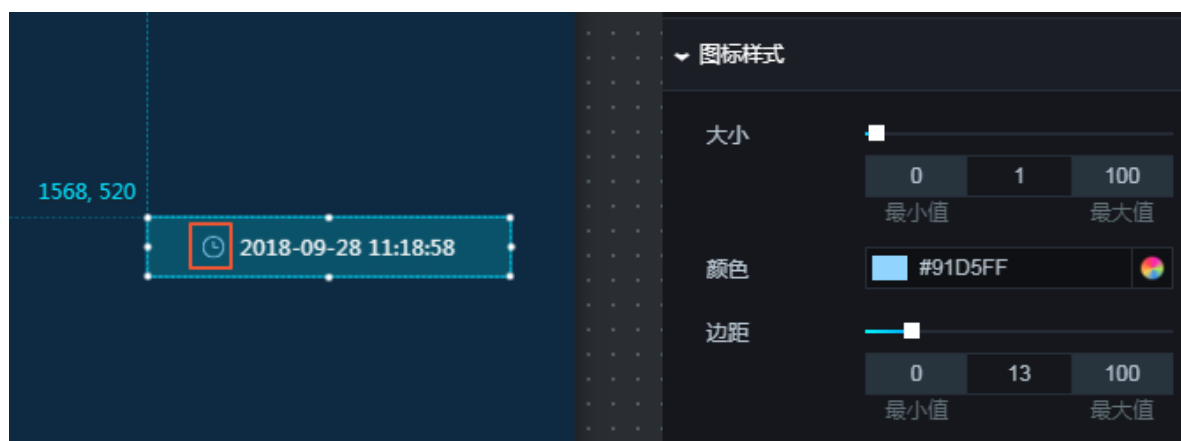 图标样式
大小
0 1 100
最小值 最大值
1568, 520
2018-09-28 11:18:58
颜色 #91D5FF
边距
0 13 100
最小值 最大值